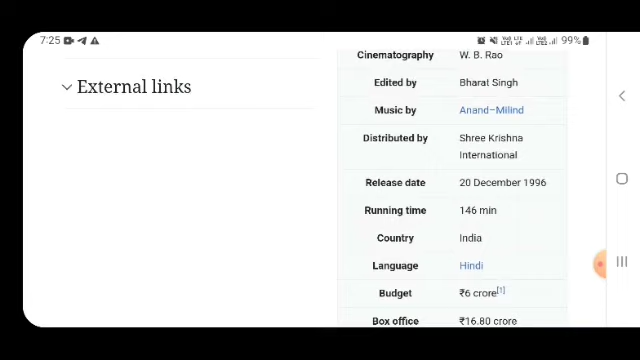 7:25 99%
Cinematography W. B. Rao
External links
Edited by Bharat Singh
Music by Anand–Milind
Distributed by Shree Krishna
International
Release date 20 December 1996
Running time 146 min
Country India
Language Hindi
Budget ₹6 crore[1]
Box office ₹16.80 crore